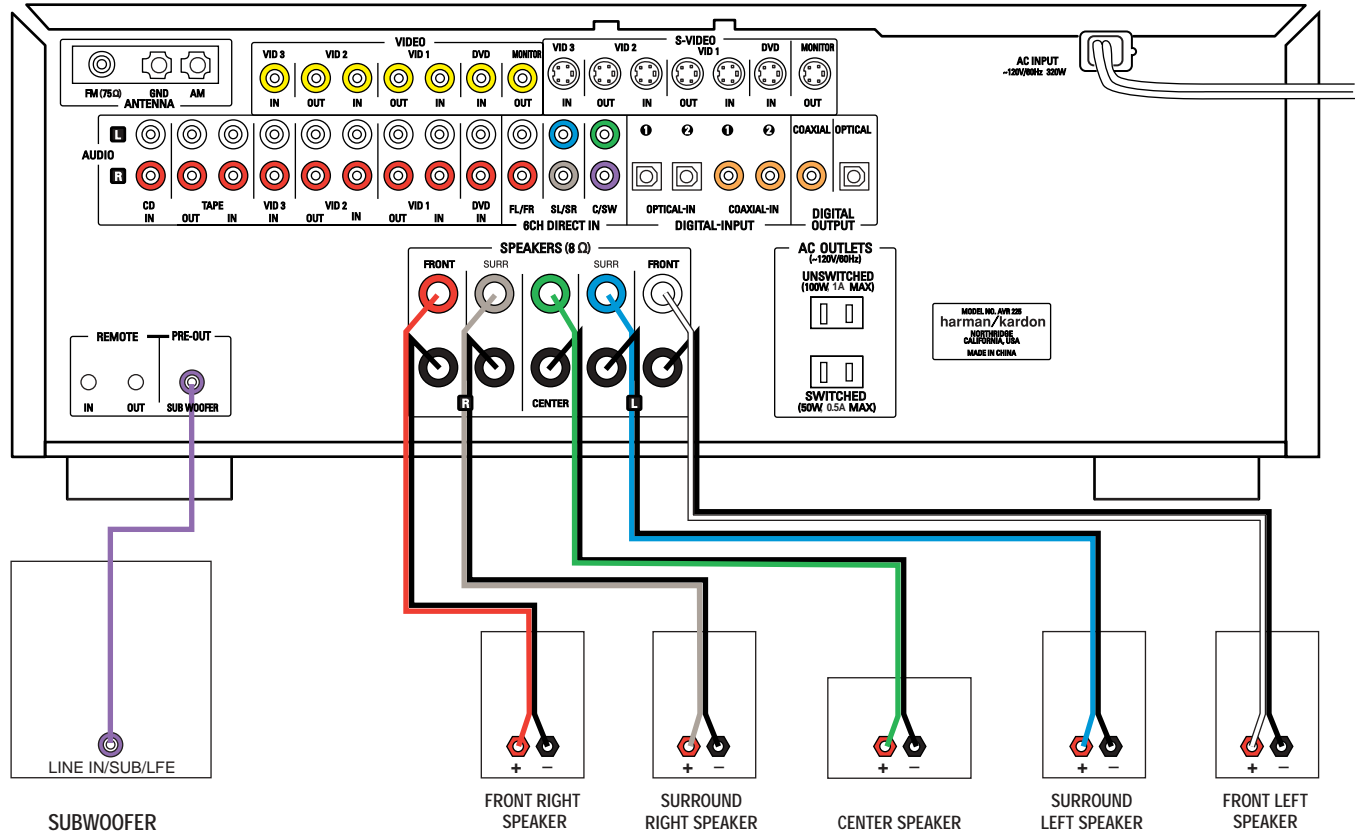 VIDEO
S-VIDEO
VID 3 VID 2 VID 1 DVD MONITOR
VID 3 VID 2 VID 1 DVD MONITOR
AC INPUT
~120V/60Hz 320W
FM (75Ω) GND AM
ANTENNA
IN OUT IN OUT IN IN OUT
IN OUT IN OUT IN IN OUT
L
AUDIO
R
1 2 1 2 COAXIAL OPTICAL
CD TAPE VID 3 VID 2 VID 1 DVD FL/FR SL/SR C/SW OPTICAL-IN COAXIAL-IN
IN OUT IN IN OUT IN OUT IN IN
6CH DIRECT IN
DIGITAL-INPUT
DIGITAL
OUTPUT
SPEAKERS (8 Ω)
FRONT SURR SURR FRONT
R CENTER L
AC OUTLETS
(~120V/60Hz)
UNSWITCHED
(100W, 1A MAX)
SWITCHED
(50W, 0.5A MAX)
MODEL NO. AVR 225
harman/kardon
NORTHRIDGE
CALIFORNIA, USA
MADE IN CHINA
REMOTE PRE-OUT
IN OUT SUB WOOFER
LINE IN/SUB/LFE
+ − + − + − + − + −
SUBWOOFER
FRONT RIGHT
SPEAKER
SURROUND
RIGHT SPEAKER
CENTER SPEAKER
SURROUND
LEFT SPEAKER
FRONT LEFT
SPEAKER